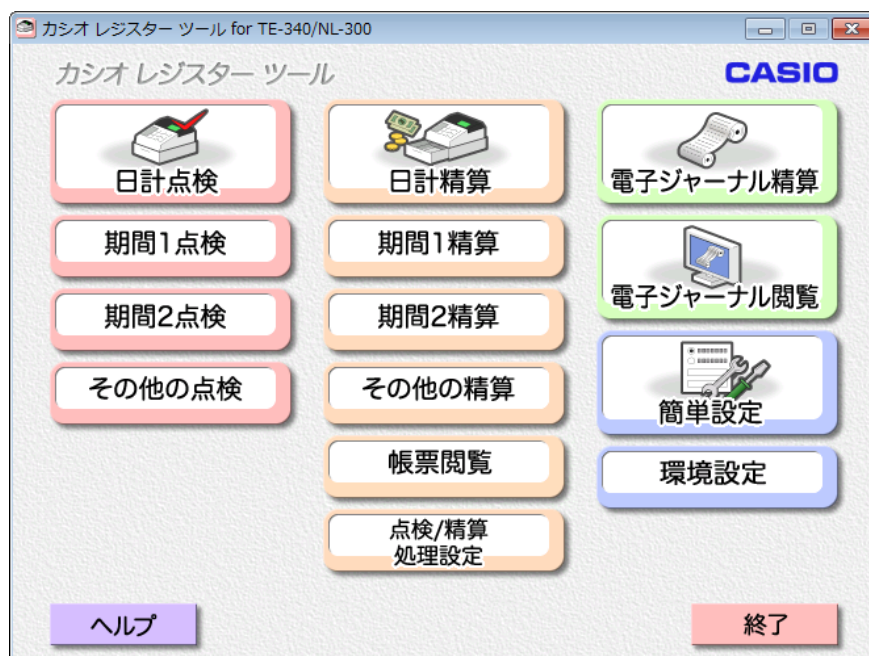 カシオ レジスター ツール for TE-340/NL-300
カシオ レジスター ツール
CASIO
日計点検
日計精算
電子ジャーナル精算
期間1点検
期間1精算
電子ジャーナル閲覧
期間2点検
期間2精算
その他の点検
その他の精算
簡単設定
帳票閲覧
環境設定
点検/精算
処理設定
ヘルプ
終了